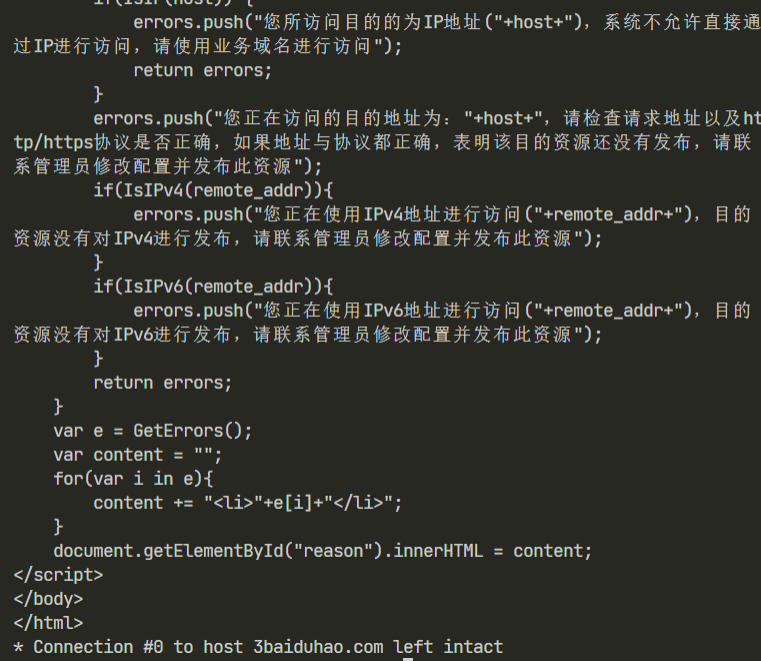 if(IsIP(host)) {
errors.push("您所访问目的的为IP地址("+host+")，系统不允许直接通
过IP进行访问，请使用业务域名进行访问");
return errors;
}
errors.push("您正在访问的目的地址为："+host+"，请检查请求地址以及ht
tp/https协议是否正确，如果地址与协议都正确，表明该目的资源还没有发布，请联
系管理员修改配置并发布此资源");
if(IsIPv4(remote_addr)){
errors.push("您正在使用IPv4地址进行访问("+remote_addr+")，目的
资源没有对IPv4进行发布，请联系管理员修改配置并发布此资源");
}
if(IsIPv6(remote_addr)){
errors.push("您正在使用IPv6地址进行访问("+remote_addr+")，目的
资源没有对IPv6进行发布，请联系管理员修改配置并发布此资源");
}
return errors;
}
var e = GetErrors();
var content = "";
for(var i in e){
content += "<li>"+e[i]+"</li>";
}
document.getElementById("reason").innerHTML = content;
</script>
</body>
</html>
* Connection #0 to host 3baiduhao.com left intact